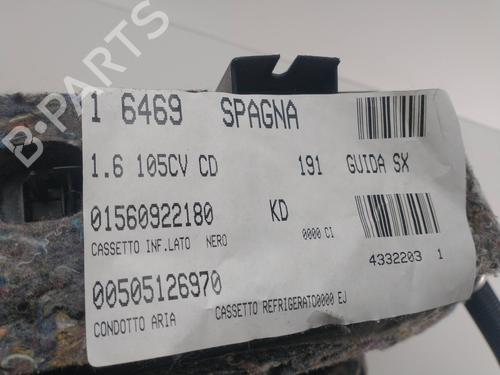 1 6469 SPAGNA
1.6 105CV CD 191 GUIDA SX
01560922180 KD 0000 CI
CASSETTO INF.LATO NERO
4332203 1
00505126970
CONDOTTO ARIA CASSETTO REFRIGERATO0000 EJ
B-PARTS